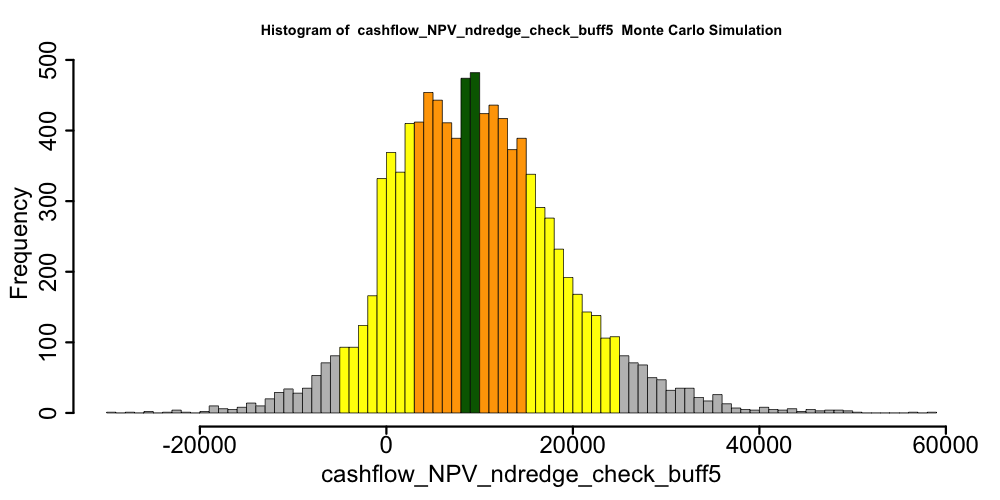 Histogram of  cashflow_NPV_ndredge_check_buff5  Monte Carlo Simulation
Frequency
500
400
300
200
100
0
-20000 0 20000 40000 60000
cashflow_NPV_ndredge_check_buff5